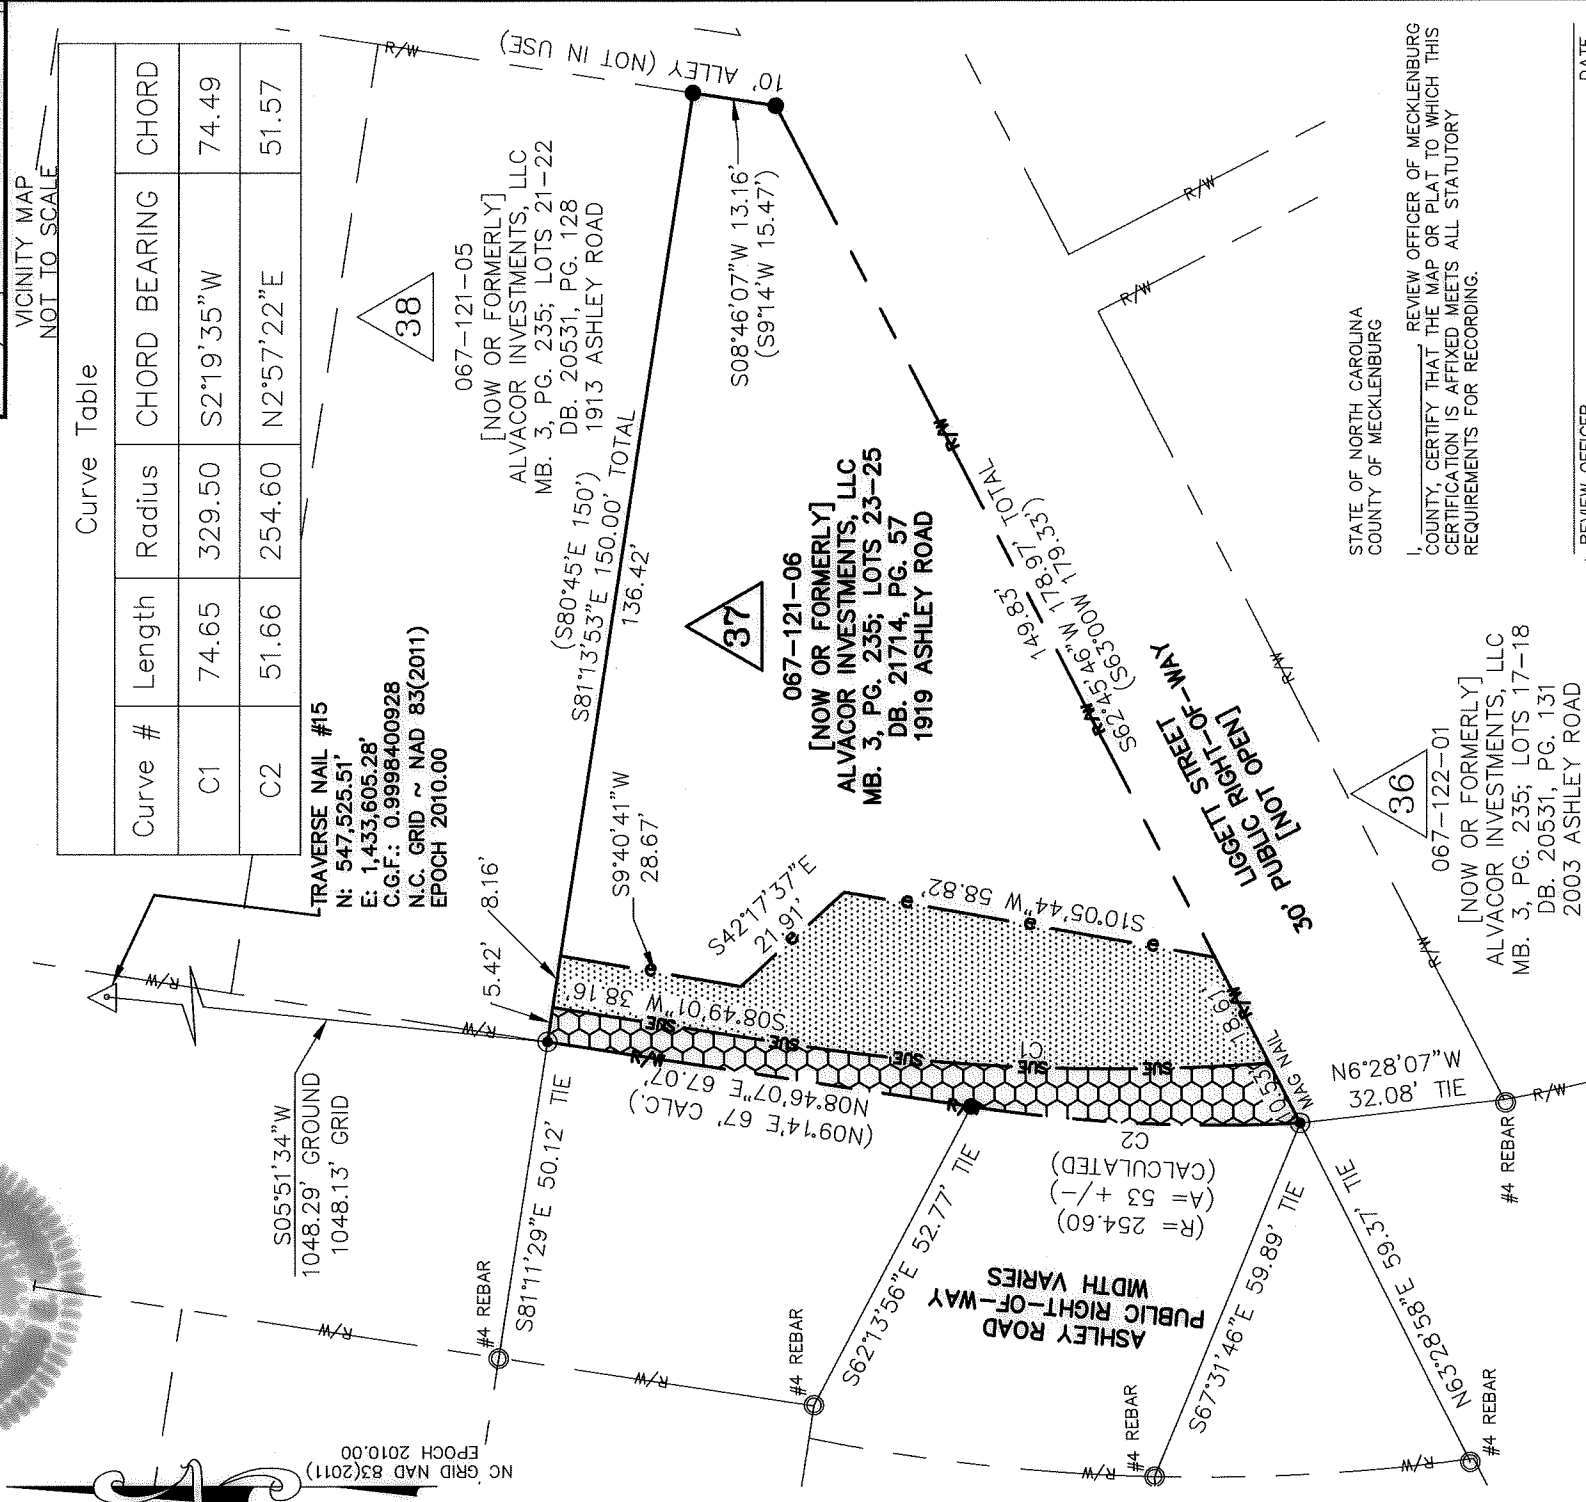 VICINITY MAP
NOT TO SCALE
Curve Table
Curve # Length Radius CHORD BEARING CHORD
C1 74.65 329.50 S2°19'35"W 74.49
C2 51.66 254.60 N2°57'22"E 51.57
TRAVERSE NAIL #15
N: 547,525.51'
E: 1,433,605.28'
C.G.F.: 0.9998400928
N.C. GRID ~ NAD 83(2011)
EPOCH 2010.00
R/W
10' ALLEY (NOT IN USE)
38
067-121-05
[NOW OR FORMERLY]
ALVACOR INVESTMENTS, LLC
MB. 3, PG. 235; LOTS 21-22
DB. 20531, PG. 128
1913 ASHLEY ROAD
(S80°45'E 150')
S81°13'53"E 150.00' TOTAL
136.42'
S08°46'07"W 13.16'
(S9°14'W 15.47')
R/W
R/W
37
067-121-06
[NOW OR FORMERLY]
ALVACOR INVESTMENTS, LLC
MB. 3, PG. 235; LOTS 23-25
DB. 21714, PG. 57
1919 ASHLEY ROAD
R/W
149.83'
S62°45'46"W 178.97' TOTAL
(S63°00W 179.33')
R/W
R/W
LIGGETT STREET
30' PUBLIC RIGHT-OF-WAY
[NOT OPEN]
36
067-122-01
[NOW OR FORMERLY]
ALVACOR INVESTMENTS, LLC
MB. 3, PG. 235; LOTS 17-18
DB. 20531, PG. 131
2003 ASHLEY ROAD
R/W
STATE OF NORTH CAROLINA
COUNTY OF MECKLENBURG
I, , REVIEW OFFICER OF MECKLENBURG
COUNTY, CERTIFY THAT THE MAP OR PLAT TO WHICH THIS
CERTIFICATION IS AFFIXED MEETS ALL STATUTORY
REQUIREMENTS FOR RECORDING.
REVIEW OFFICER DATE
R/W
R/W
5.42'
8.16'
S9°40'41"W
28.67'
S42°17'37"E
21.91'
e
e
e
e
e
S10°05'44"W 58.82'
S08°49'01"W 38.16'
SUE
SUE
SUE
SUE
SUE
C1
R/W
R/W
R/W
18.61'
10.53'
MAG NAIL
N6°28'07"W
32.08' TIE
#4 REBAR
R/W
N08°46'07"E 67.07'
(N09°14'E 67' CALC.)
C2
(CALCULATED)
(A= 53 +/-)
(R= 254.60)
S05°51'34"W
1048.29' GROUND
1048.13' GRID
S81°11'29"E 50.12' TIE
#4 REBAR
R/W
R/W
S62°13'56"E 52.77' TIE
#4 REBAR
ASHLEY ROAD
PUBLIC RIGHT-OF-WAY
WIDTH VARIES
S67°31'46"E 59.89' TIE
#4 REBAR
N63°28'58"E 59.37' TIE
#4 REBAR
R/W
R/W
NC GRID NAD 83(2011)
EPOCH 2010.00